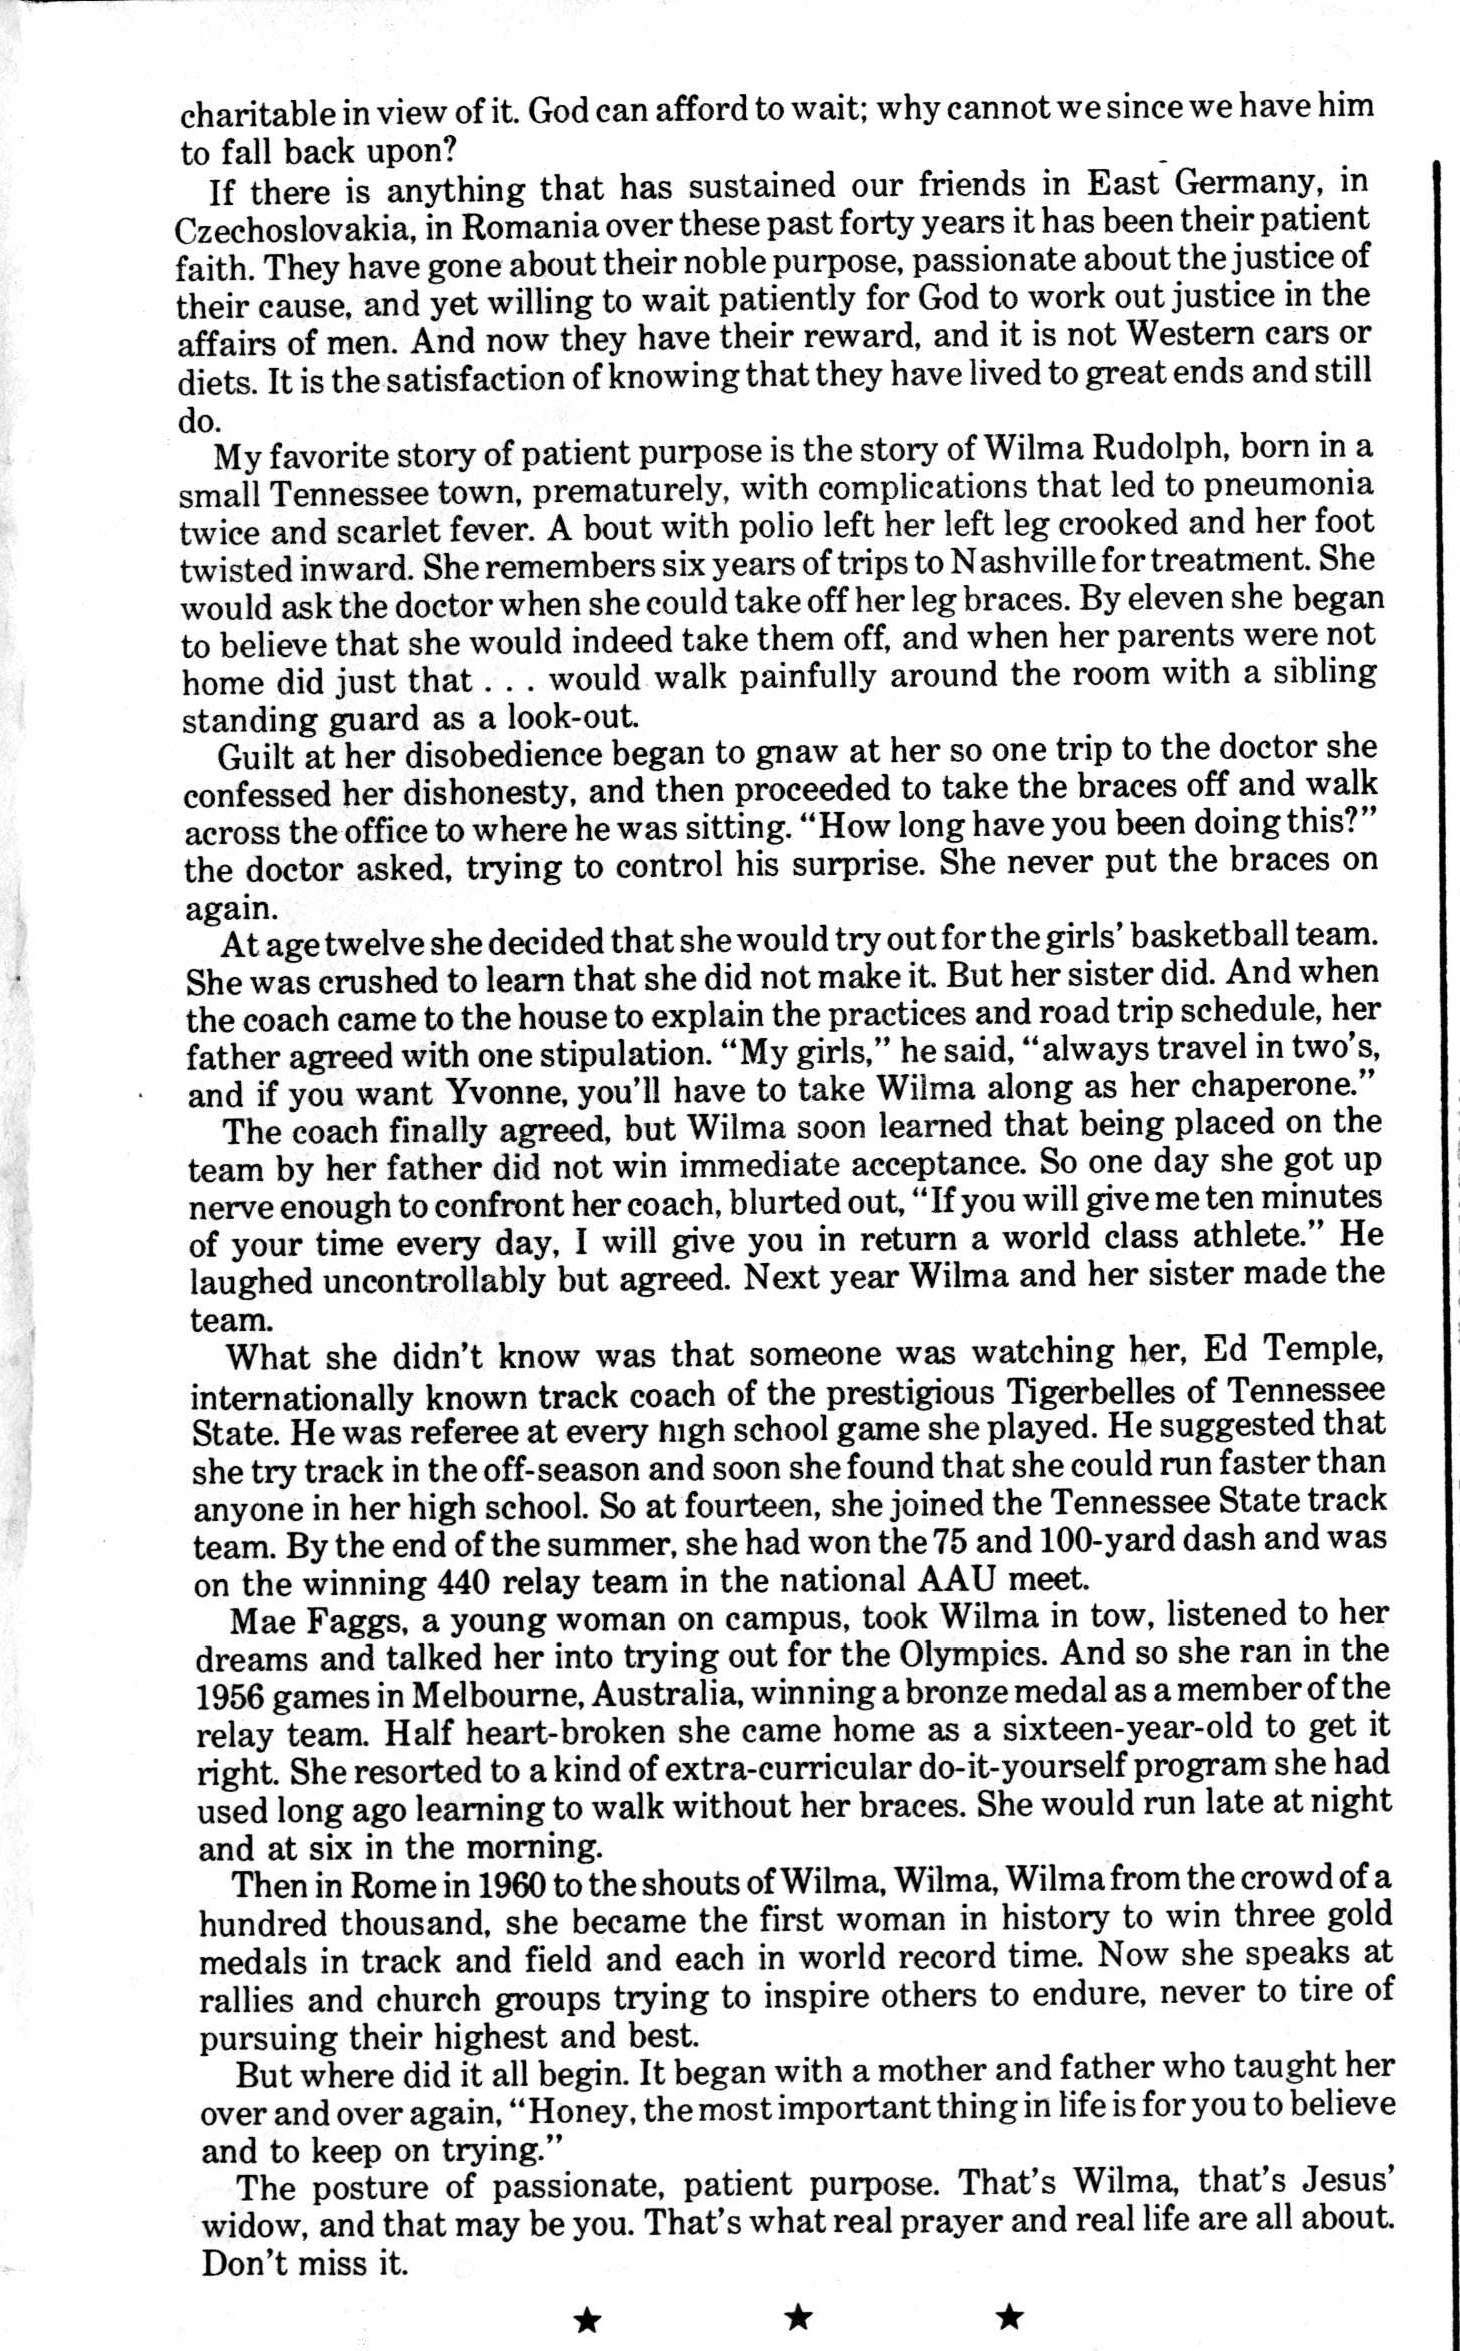 charitable in view of it. God can afford to wait; why cannot we since we have him
to fall back upon?
If there is anything that has sustained our friends in East Germany, in
Czechoslovakia, in Romania over these past forty years it has been their patient
faith. They have gone about their noble purpose, passionate about the justice of
their cause, and yet willing to wait patiently for God to work out justice in the
affairs of men. And now they have their reward, and it is not Western cars or
diets. It is the satisfaction of knowing that they have lived to great ends and still
do.
My favorite story of patient purpose is the story of Wilma Rudolph, born in a
small Tennessee town, prematurely, with complications that led to pneumonia
twice and scarlet fever. A bout with polio left her left leg crooked and her foot
twisted inward. She remembers six years of trips to Nashville for treatment. She
would ask the doctor when she could take off her leg braces. By eleven she began
to believe that she would indeed take them off, and when her parents were not
home did just that . . . would walk painfully around the room with a sibling
standing guard as a look-out.
Guilt at her disobedience began to gnaw at her so one trip to the doctor she
confessed her dishonesty, and then proceeded to take the braces off and walk
across the office to where he was sitting. “How long have you been doing this?”
the doctor asked, trying to control his surprise. She never put the braces on
again.
At age twelve she decided that she would try out for the girls’ basketball team.
She was crushed to learn that she did not make it. But her sister did. And when
the coach came to the house to explain the practices and road trip schedule, her
father agreed with one stipulation. “My girls,” he said, “always travel in two’s,
and if you want Yvonne, you’ll have to take Wilma along as her chaperone.”
The coach finally agreed, but Wilma soon learned that being placed on the
team by her father did not win immediate acceptance. So one day she got up
nerve enough to confront her coach, blurted out, “If you will give me ten minutes
of your time every day, I will give you in return a world class athlete.” He
laughed uncontrollably but agreed. Next year Wilma and her sister made the
team.
What she didn’t know was that someone was watching her, Ed Temple,
internationally known track coach of the prestigious Tigerbelles of Tennessee
State. He was referee at every high school game she played. He suggested that
she try track in the off-season and soon she found that she could run faster than
anyone in her high school. So at fourteen, she joined the Tennessee State track
team. By the end of the summer, she had won the 75 and 100-yard dash and was
on the winning 440 relay team in the national AAU meet.
Mae Faggs, a young woman on campus, took Wilma in tow, listened to her
dreams and talked her into trying out for the Olympics. And so she ran in the
1956 games in Melbourne, Australia, winning a bronze medal as a member of the
relay team. Half heart-broken she came home as a sixteen-year-old to get it
right. She resorted to a kind of extra-curricular do-it-yourself program she had
used long ago learning to walk without her braces. She would run late at night
and at six in the morning.
Then in Rome in 1960 to the shouts of Wilma, Wilma, Wilma from the crowd of a
hundred thousand, she became the first woman in history to win three gold
medals in track and field and each in world record time. Now she speaks at
rallies and church groups trying to inspire others to endure, never to tire of
pursuing their highest and best.
But where did it all begin. It began with a mother and father who taught her
over and over again, “Honey, the most important thing in life is for you to believe
and to keep on trying.”
The posture of passionate, patient purpose. That’s Wilma, that’s Jesus’
widow, and that may be you. That’s what real prayer and real life are all about.
Don’t miss it.
★ ★ ★